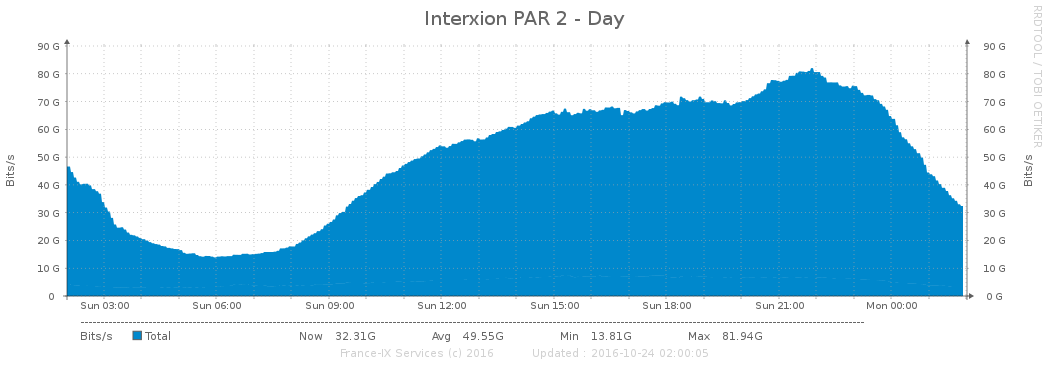 Interxion PAR 2 - Day
RRDTOOL / TOBI OETIKER
Bits/s
90 G 90 G
80 G 80 G
70 G 70 G
60 G 60 G
50 G 50 G
40 G 40 G
30 G 30 G
20 G 20 G
10 G 10 G
0 0 G
Bits/s
Sun 03:00 Sun 06:00 Sun 09:00 Sun 12:00 Sun 15:00 Sun 18:00 Sun 21:00 Mon 00:00
Bits/s Total Now 32.31G Avg 49.55G Min 13.81G Max 81.94G
France-IX Services (c) 2016 Updated : 2016-10-24 02:00:05